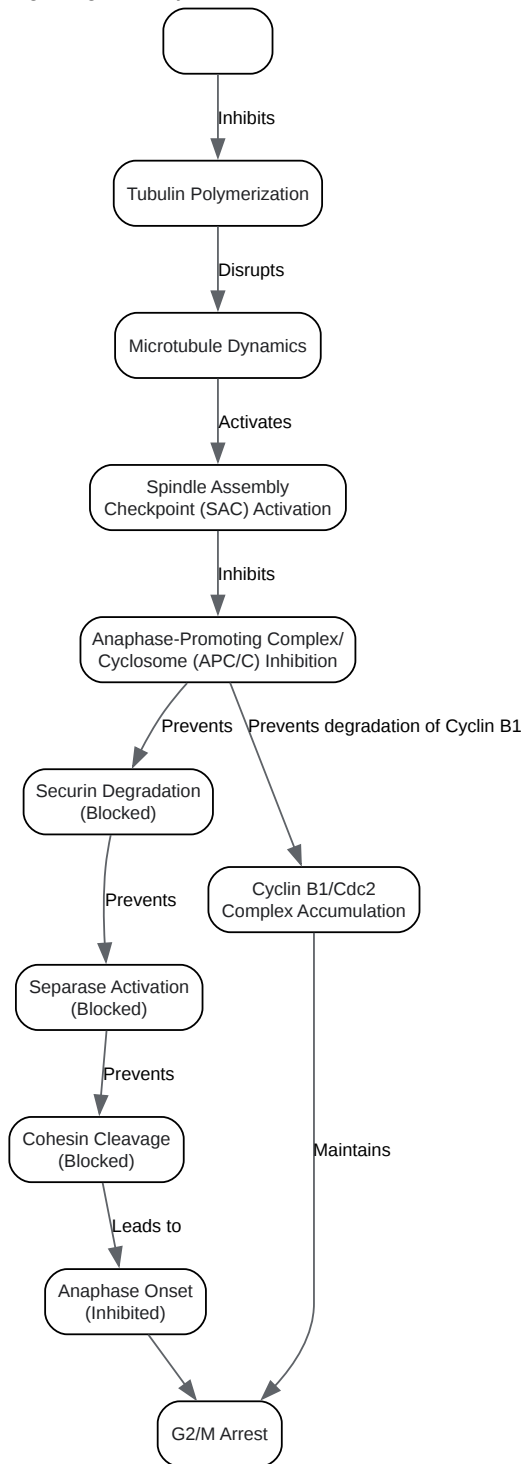 Inhibits
Tubulin Polymerization
Disrupts
Microtubule Dynamics
Activates
Spindle Assembly
Checkpoint (SAC) Activation
Inhibits
Anaphase-Promoting Complex/
Cyclosome (APC/C) Inhibition
Prevents
Prevents degradation of Cyclin B1
Securin Degradation
(Blocked)
Cyclin B1/Cdc2
Complex Accumulation
Prevents
Separase Activation
(Blocked)
Prevents
Cohesin Cleavage
(Blocked)
Maintains
Leads to
Anaphase Onset
(Inhibited)
G2/M Arrest